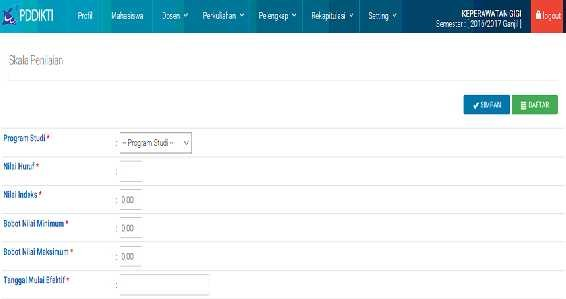 PDDIKTI Profil Mahasiswa Dosen Perkuliahan Pelengkap Rekapitulasi Setting KEPERAWATAN GIGI logout
Semester : [ 2016/2017 Ganjil ]
Skala Penilaian
SIMPAN DAFTAR
Program Studi * : -- Program Studi --
Nilai Huruf * :
Nilai Indeks * : 0.00
Bobot Nilai Minimum * : 0.00
Bobot Nilai Maksimum * : 0.00
Tanggal Mulai Efektif * :